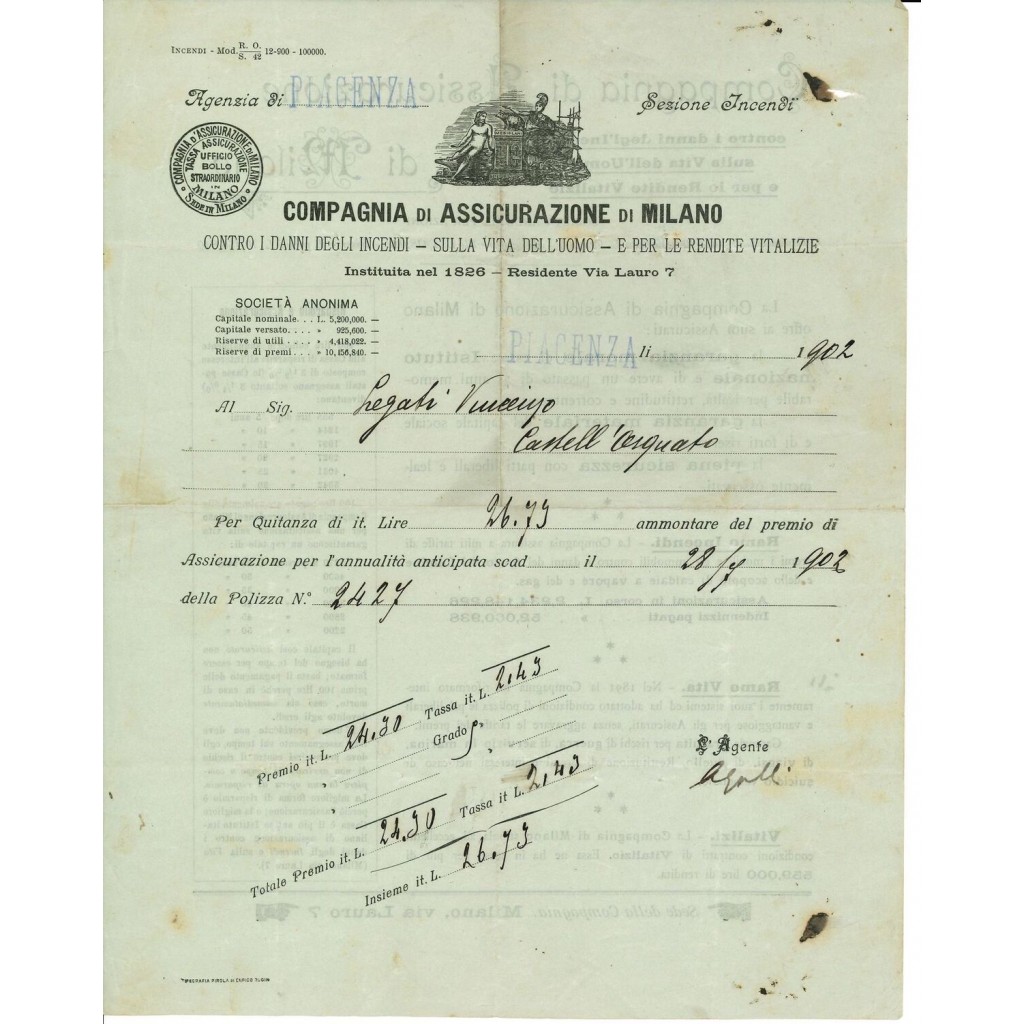 INCENDI - Mod. R. O. / S. 42 12-900 - 100000.
Agenzia di PIACENZA
Sezione Incendi
COMPAGNIA D'ASSICURAZIONE DI MILANO
TASSA ASSICURAZIONE
UFFICIO
BOLLO
STRAORDINARIO
IN
MILANO
SEDE IN MILANO
COMPAGNIA DI ASSICURAZIONE DI MILANO
CONTRO I DANNI DEGLI INCENDI – SULLA VITA DELL'UOMO – E PER LE RENDITE VITALIZIE
Instituita nel 1826 – Residente Via Lauro 7
SOCIETÀ ANONIMA
Capitale nominale. . . L. 5,200,000. —
Capitale versato. . . . » 925,600. —
Riserve di utili . . . . » 4,418,022. —
Riserve di premi . . . » 10,156,840. —
PIACENZA li 1902
Al Sig. Legati Vincenzo
Castell'Arquato
Per Quitanza di it. Lire 26.73 ammontare del premio di
Assicurazione per l'annualità anticipata scad il 28/7 1902
della Polizza N.° 2427
Premio it. L. 24.30 Tassa it. L. 2,43
» Grado » »
Totale Premio it. L. 24.30 Tassa it L. 2,43
Insieme it. L. 26.73
L'Agente
TIPOGRAFIA PIROLA di ENRICO RUBINI